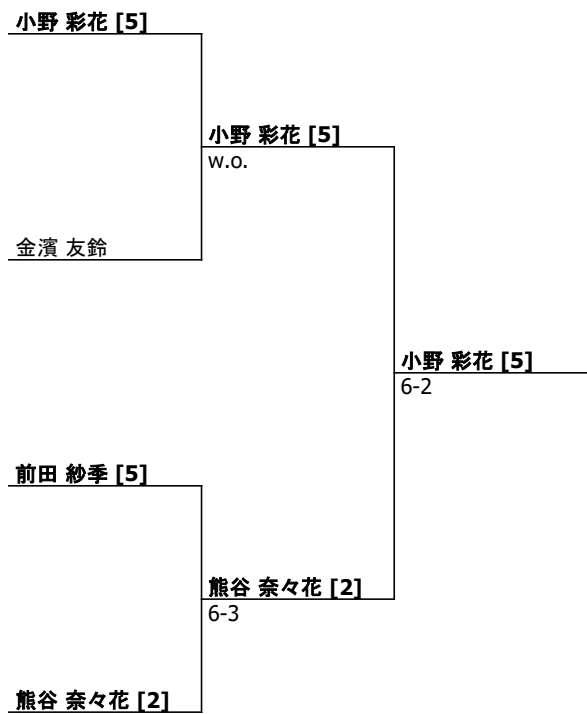 小野 彩花 [5]
小野 彩花 [5]
w.o.
金濱 友鈴
小野 彩花 [5]
6-2
前田 紗季 [5]
熊谷 奈々花 [2]
6-3
熊谷 奈々花 [2]